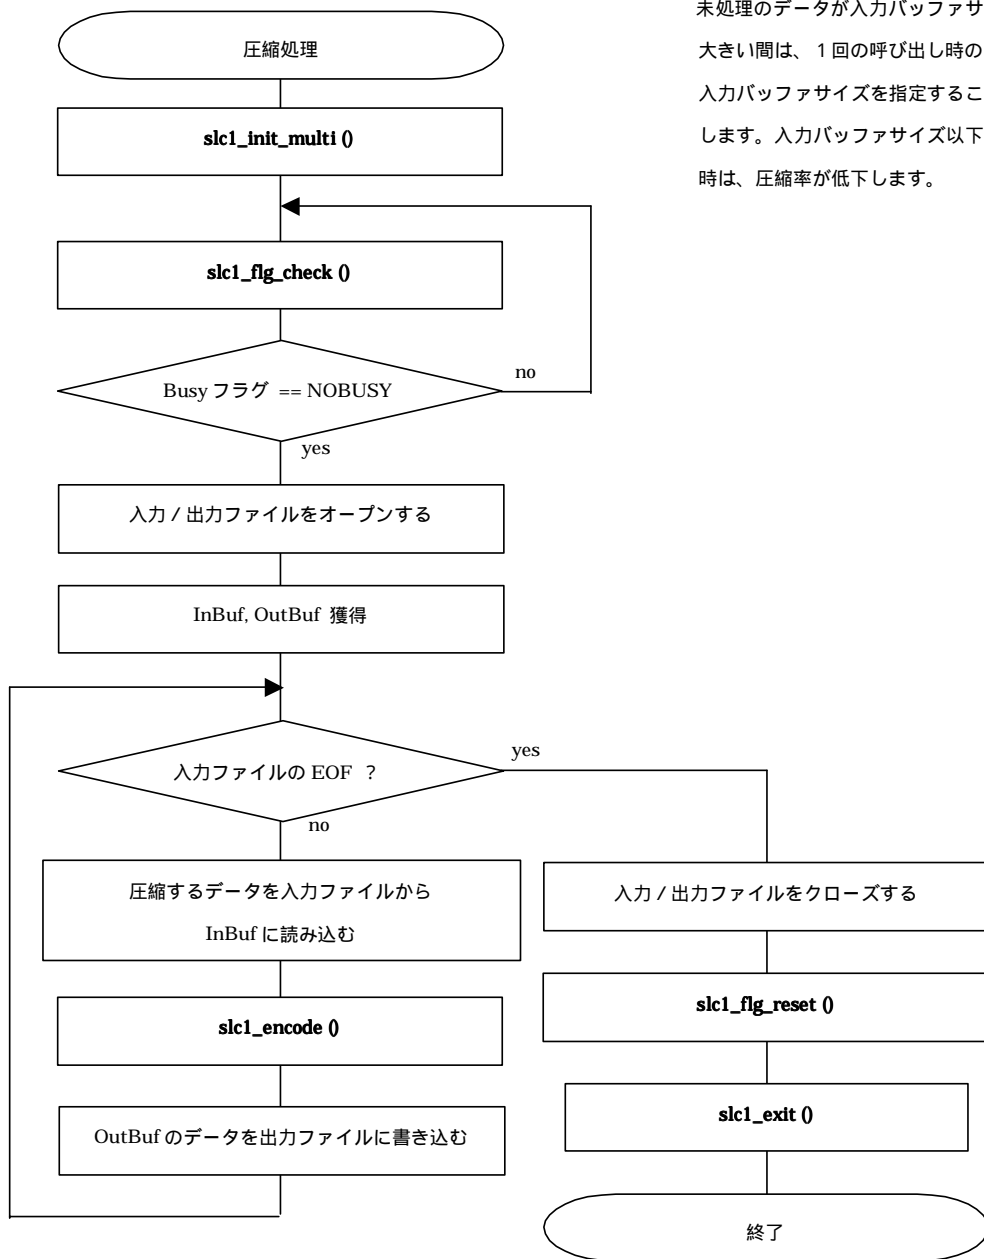 未処理のデータが入力バッファサ
大きい間は、1回の呼び出し時の
入力バッファサイズを指定するこ
します。入力バッファサイズ以下
時は、圧縮率が低下します。
圧縮処理
slc1_init_multi ()
slc1_flg_check ()
Busy フラグ == NOBUSY
no
yes
入力 / 出力ファイルをオープンする
InBuf, OutBuf 獲得
入力ファイルの EOF ?
yes
no
圧縮するデータを入力ファイルから
InBuf に読み込む
slc1_encode ()
OutBuf のデータを出力ファイルに書き込む
入力 / 出力ファイルをクローズする
slc1_flg_reset ()
slc1_exit ()
終了